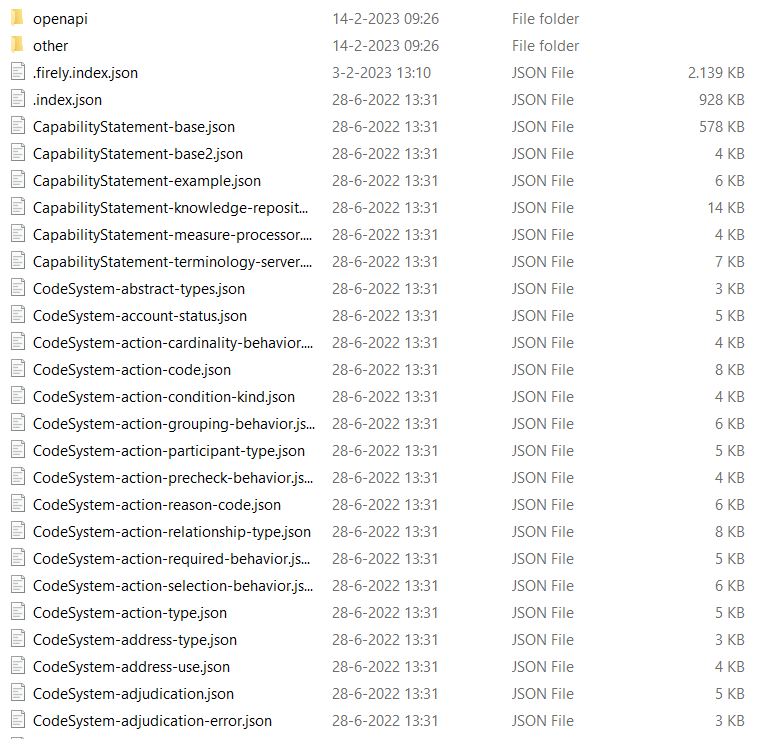 openapi 14-2-2023 09:26 File folder
other 14-2-2023 09:26 File folder
.firely.index.json 3-2-2023 13:10 JSON File 2.139 KB
.index.json 28-6-2022 13:31 JSON File 928 KB
CapabilityStatement-base.json 28-6-2022 13:31 JSON File 578 KB
CapabilityStatement-base2.json 28-6-2022 13:31 JSON File 4 KB
CapabilityStatement-example.json 28-6-2022 13:31 JSON File 6 KB
CapabilityStatement-knowledge-reposit... 28-6-2022 13:31 JSON File 14 KB
CapabilityStatement-measure-processor.... 28-6-2022 13:31 JSON File 4 KB
CapabilityStatement-terminology-server.... 28-6-2022 13:31 JSON File 7 KB
CodeSystem-abstract-types.json 28-6-2022 13:31 JSON File 3 KB
CodeSystem-account-status.json 28-6-2022 13:31 JSON File 5 KB
CodeSystem-action-cardinality-behavior.... 28-6-2022 13:31 JSON File 4 KB
CodeSystem-action-code.json 28-6-2022 13:31 JSON File 8 KB
CodeSystem-action-condition-kind.json 28-6-2022 13:31 JSON File 4 KB
CodeSystem-action-grouping-behavior.js... 28-6-2022 13:31 JSON File 6 KB
CodeSystem-action-participant-type.json 28-6-2022 13:31 JSON File 5 KB
CodeSystem-action-precheck-behavior.js... 28-6-2022 13:31 JSON File 4 KB
CodeSystem-action-reason-code.json 28-6-2022 13:31 JSON File 6 KB
CodeSystem-action-relationship-type.json 28-6-2022 13:31 JSON File 8 KB
CodeSystem-action-required-behavior.js... 28-6-2022 13:31 JSON File 5 KB
CodeSystem-action-selection-behavior.js... 28-6-2022 13:31 JSON File 6 KB
CodeSystem-action-type.json 28-6-2022 13:31 JSON File 5 KB
CodeSystem-address-type.json 28-6-2022 13:31 JSON File 3 KB
CodeSystem-address-use.json 28-6-2022 13:31 JSON File 4 KB
CodeSystem-adjudication.json 28-6-2022 13:31 JSON File 5 KB
CodeSystem-adjudication-error.json 28-6-2022 13:31 JSON File 3 KB